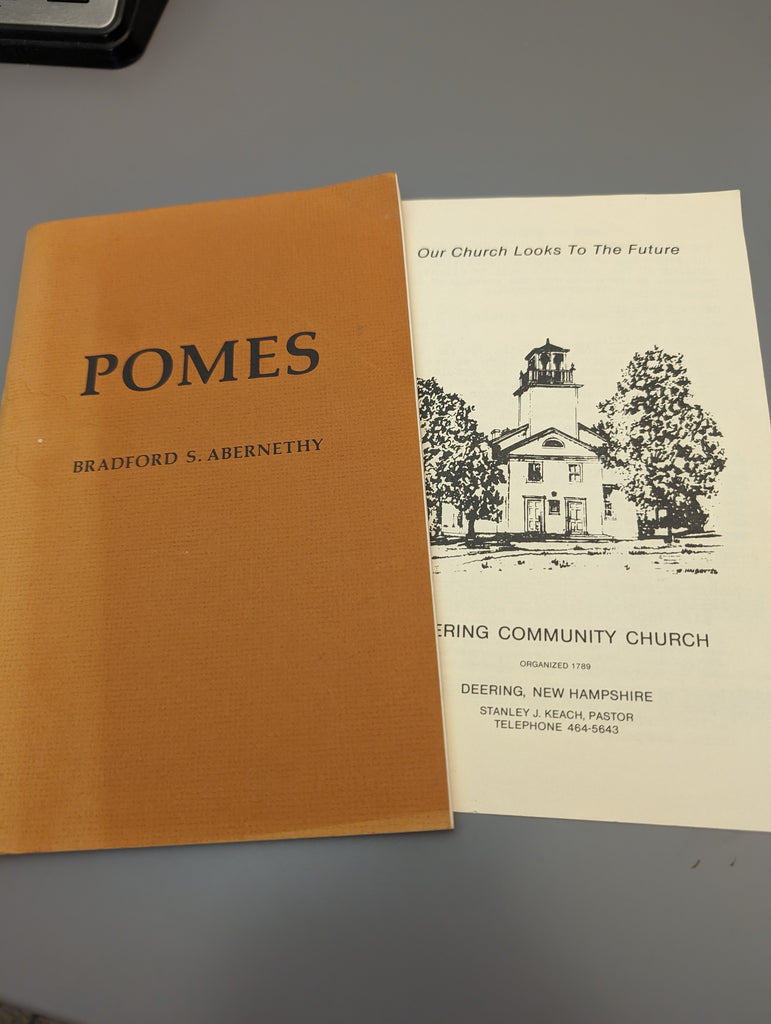 POMES
BRADFORD S. ABERNETHY
Our Church Looks To The Future
ERING COMMUNITY CHURCH
ORGANIZED 1789
DEERING, NEW HAMPSHIRE
STANLEY J. KEACH, PASTOR
TELEPHONE 464-5643